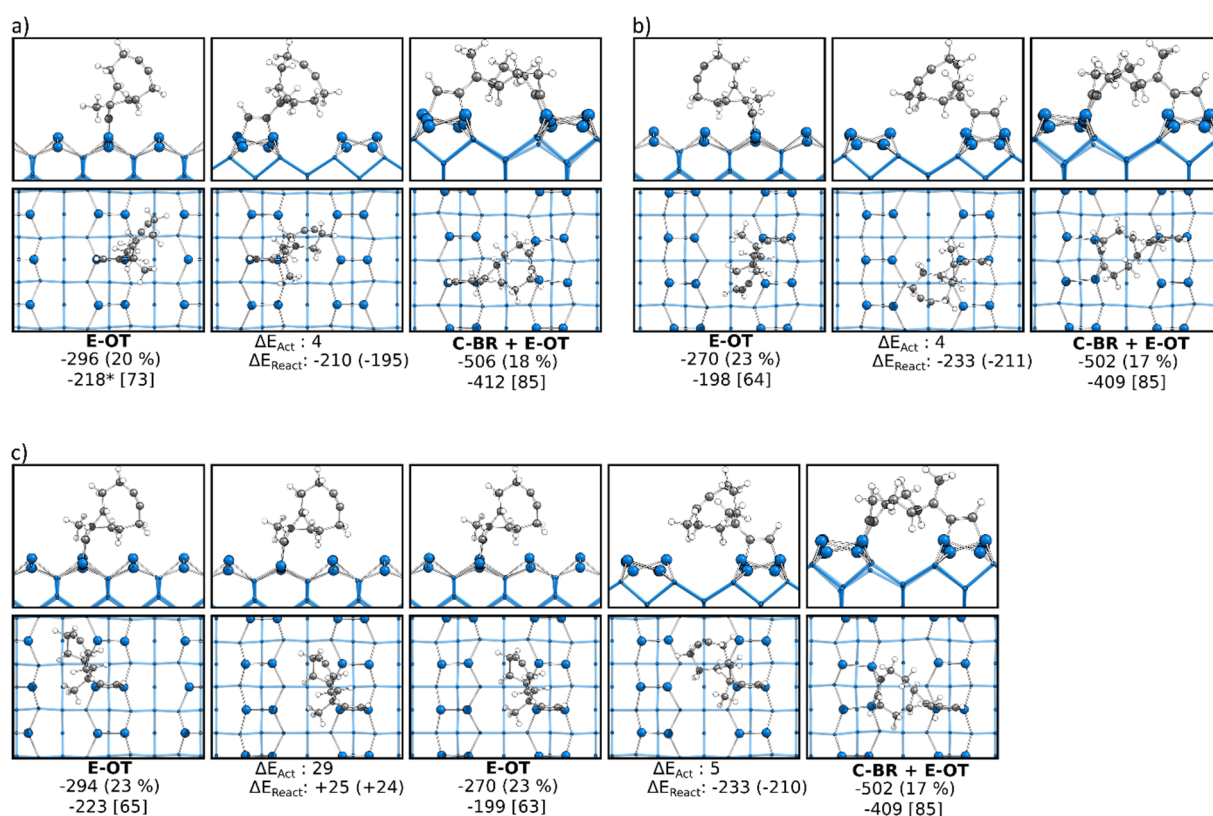 a)
E-OT
-296 (20 %)
-218* [73]
ΔE_Act : 4
ΔE_React: -210 (-195)
C-BR + E-OT
-506 (18 %)
-412 [85]
b)
E-OT
-270 (23 %)
-198 [64]
ΔE_Act : 4
ΔE_React: -233 (-211)
C-BR + E-OT
-502 (17 %)
-409 [85]
c)
E-OT
-294 (23 %)
-223 [65]
ΔE_Act : 29
ΔE_React: +25 (+24)
E-OT
-270 (23 %)
-199 [63]
ΔE_Act : 5
ΔE_React: -233 (-210)
C-BR + E-OT
-502 (17 %)
-409 [85]